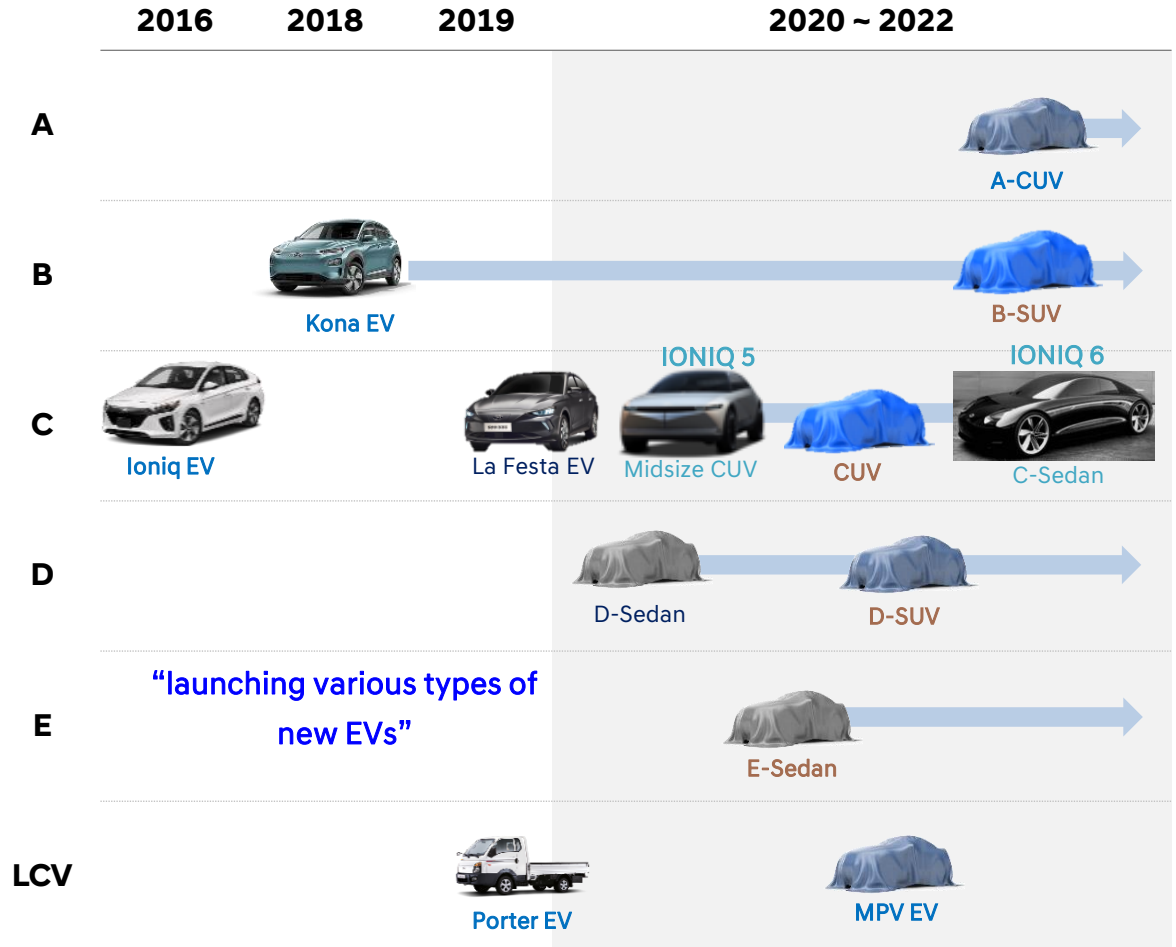 2016 2018 2019 2020 ~ 2022
A
A-CUV
B
Kona EV
B-SUV
IONIQ 5
IONIQ 6
C
Ioniq EV
La Festa EV
Midsize CUV
CUV
C-Sedan
D
D-Sedan
D-SUV
“launching various types of
new EVs”
E
E-Sedan
LCV
Porter EV
MPV EV